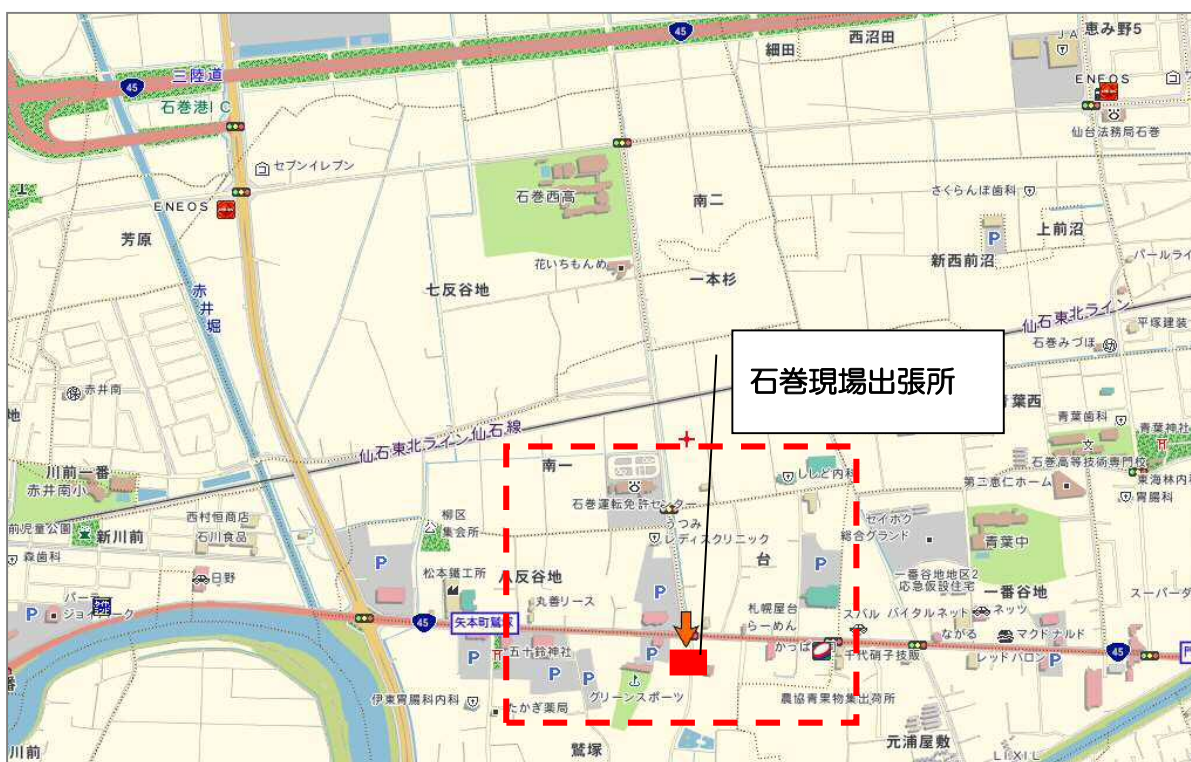 45
西沼田
細田
恵み野5
JA
三陸道
45
石巻港IC
ENEOS
仙台法務局石巻
セブンイレブン
ENEOS
石巻西高
南二
さくらんぼ歯科
芳原
上前沼
P
新西前沼
花いちもんめ
一本杉
パールライ
七反谷地
赤井堀
仙石東北ライン
平塚建装
石巻みづほ
石巻現場出張所
赤井南
地
青葉西
青葉歯科
青葉神社
仙石東北ライン仙石線
南一
石巻高等技術専門校
川前一番
赤井南小
ししど内科
第二恵仁ホーム
東海林内科
胃腸科
石巻運転免許センター
西村恒商店
柳区
集会所
うつみ
レディスクリニック
セイホク
総合グランド
前児童公園
新川前
石川食品
青葉中
森歯科
台
P
P
日野
松本鐵工所
八反谷地
一番谷地地区2
応急仮設住宅
一番谷地
P
丸善リース
札幌屋台
らーめん
スバル
バイタルネット
ネッツ
スーパーダ
P
45
矢本町鷲塚
かっぱ
千代硝子技販
ながる
マクドナルド
レッドバロン
P
45
P
五十鈴神社
P
P
P
グリーンスポーツ
農協青果物集出荷所
伊東胃腸科内科
たかぎ薬局
川前
鷲塚
元浦屋敷
LIXIL